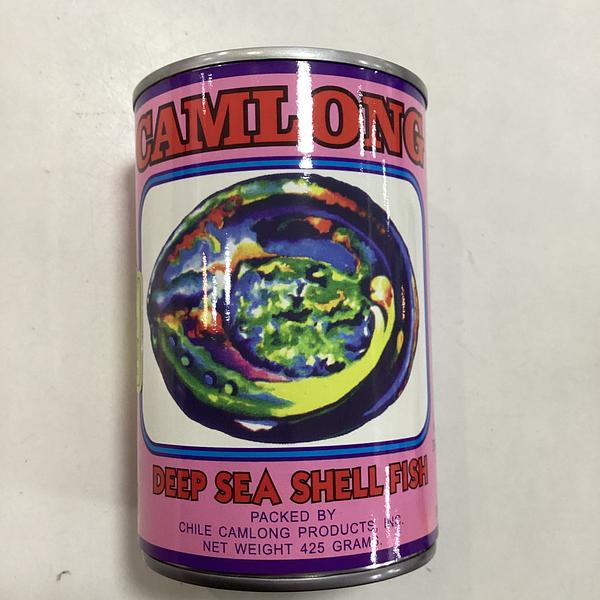 CAMLONG
DEEP SEA SHELL FISH
PACKED BY
CHILE CAMLONG PRODUCTS, INC.
NET WEIGHT 425 GRAMS.